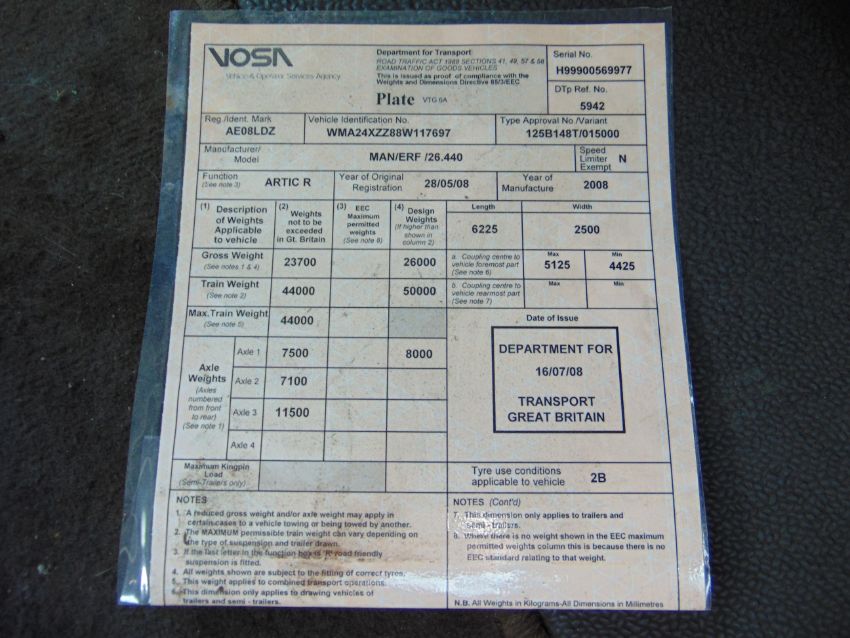 VOSA
Vehicle & Operator Services Agency
Department for Transport
ROAD TRAFFIC ACT 1988 SECTIONS 41, 49, 57 & 58
EXAMINATION OF GOODS VEHICLES
This is issued as proof of compliance with the
Weights and Dimensions Directive 85/3/EEC
Plate VTG 6A
Serial No.
H99900569977
DTp Ref. No.
5942
Reg./Ident. Mark
AE08LDZ
Vehicle Identification No.
WMA24XZZ88W117697
Type Approval No./Variant
125B148T/015000
Manufacturer/
Model
MAN/ERF /26.440
Speed
Limiter
Exempt
N
Function
(See note 3)
ARTIC R
Year of Original
Registration
28/05/08
Year of
Manufacture
2008
(1) Description
of Weights
Applicable
to vehicle
(2) Weights
not to be
exceeded
in Gt. Britain
(3) EEC
Maximum
permitted
weights
(See note 8)
(4) Design
Weights
(If higher than
shown in
column 2)
Length
6225
Width
2500
Gross Weight
(See notes 1 & 4)
23700
26000
a. Coupling centre to
vehicle foremost part
(See note 6)
Max
5125
Min
4425
Train Weight
(See note 2)
44000
50000
b. Coupling centre to
vehicle rearmost part
(See note 7)
Max
Min
Max.Train Weight
(See note 5)
44000
Axle
Weights
(Axles
numbered
from front
to rear)
(See note 1)
Axle 1
7500
8000
Axle 2
7100
Axle 3
11500
Axle 4
Maximum Kingpin
Load
(Semi-Trailers only)
Date of Issue
DEPARTMENT FOR
16/07/08
TRANSPORT
GREAT BRITAIN
Tyre use conditions
applicable to vehicle
2B
NOTES
1. A reduced gross weight and/or axle weight may apply in
certain cases to a vehicle towing or being towed by another.
2. The MAXIMUM permissible train weight can vary depending on
the type of suspension and trailer drawn.
3. If the last letter in the function box is 'R' road friendly
suspension is fitted.
4. All weights shown are subject to the fitting of correct tyres.
5. This weight applies to combined transport operations.
6. This dimension only applies to drawing vehicles of
trailers and semi - trailers.
NOTES (Cont'd)
7. This dimension only applies to trailers and
semi - trailers.
8. Where there is no weight shown in the EEC maximum
permitted weights column this is because there is no
EEC standard relating to that weight.
N.B. All Weights in Kilograms-All Dimensions in Millimetres